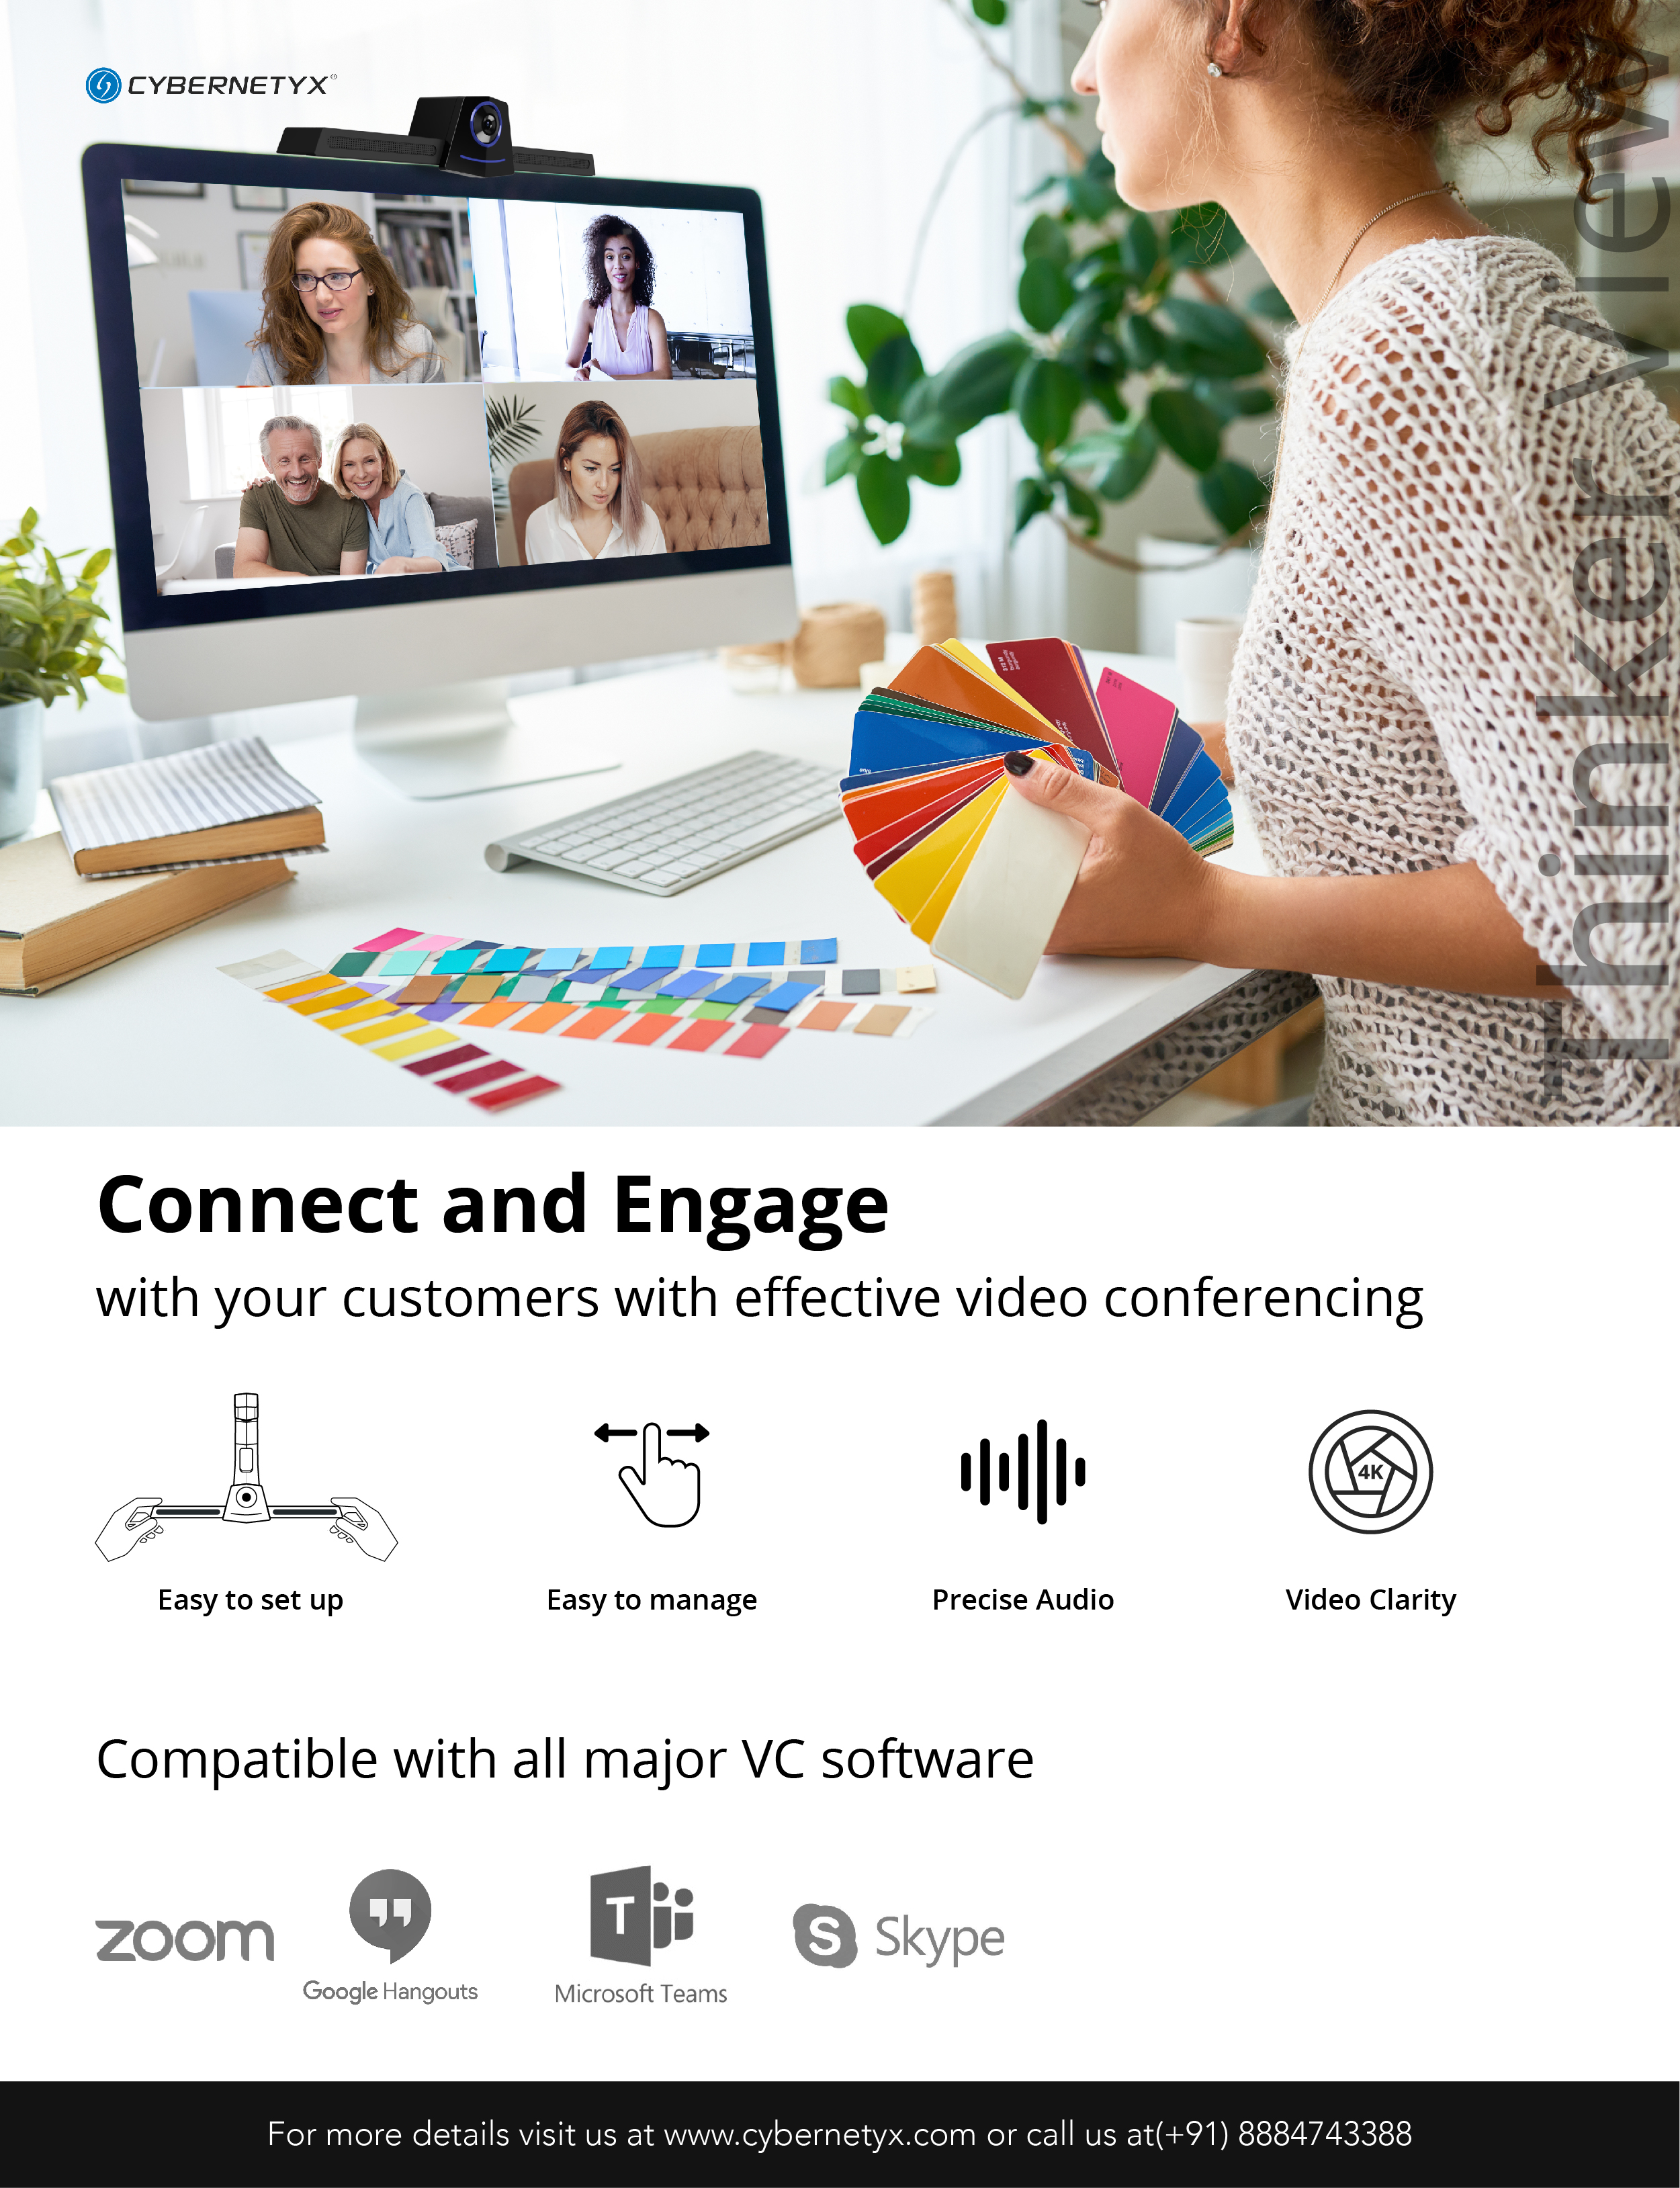 CYBERNETYX®
Thinker View
Connect and Engage
with your customers with effective video conferencing
4K
Easy to set up
Easy to manage
Precise Audio
Video Clarity
Compatible with all major VC software
zoom
Google Hangouts
T
Microsoft Teams
S Skype
For more details visit us at www.cybernetyx.com or call us at(+91) 8884743388